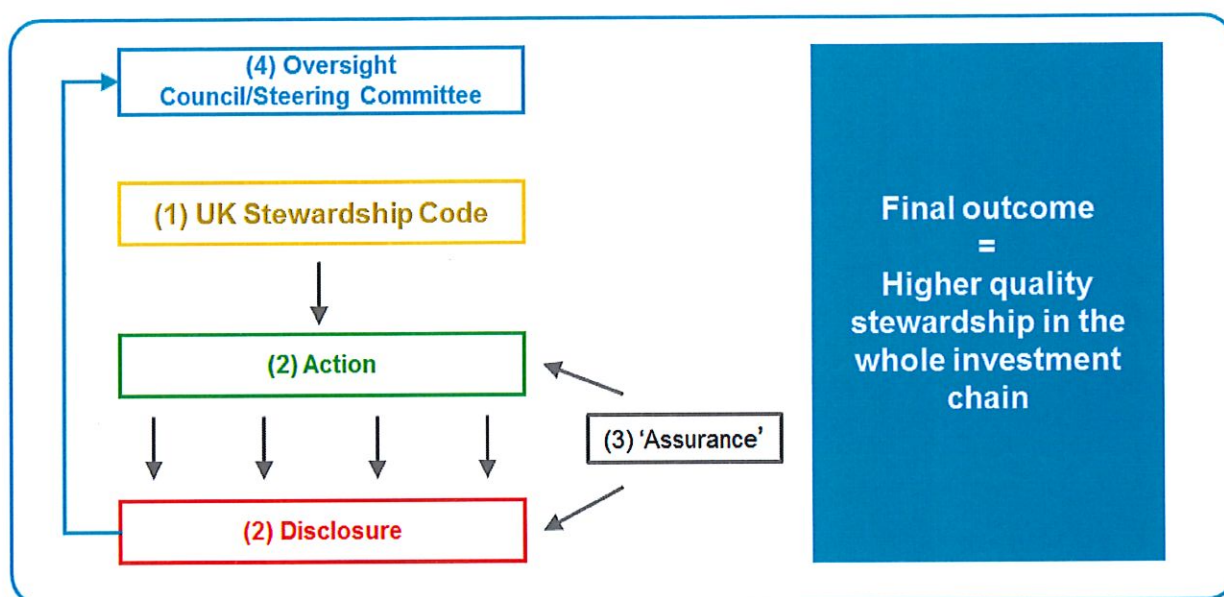 (4) Oversight
Council/Steering Committee
(1) UK Stewardship Code
(2) Action
(3) ‘Assurance’
(2) Disclosure
Final outcome
=
Higher quality
stewardship in the
whole investment
chain